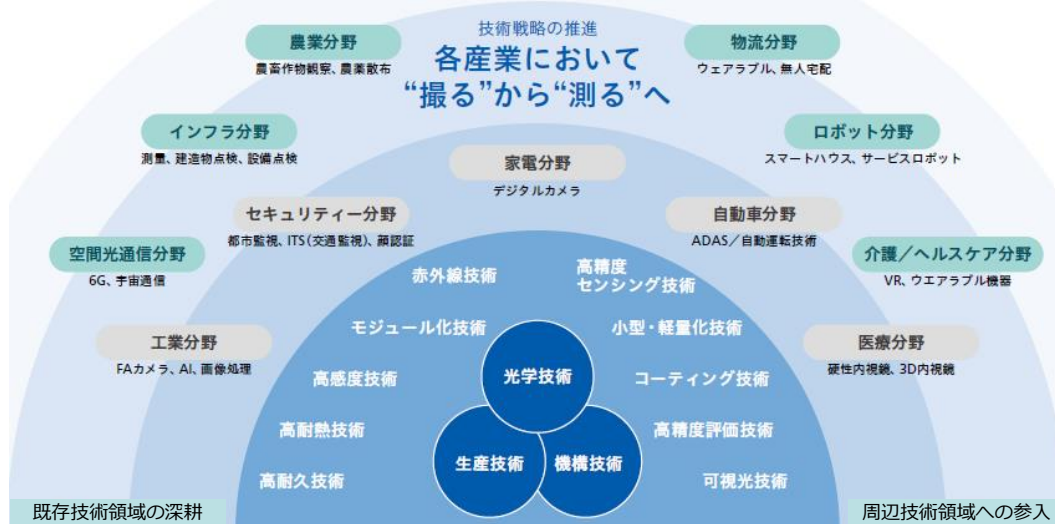 技術戦略の推進
各産業において
“撮る”から“測る”へ
農業分野
農畜作物観察、農薬散布
物流分野
ウェアラブル、無人宅配
インフラ分野
測量、建造物点検、設備点検
ロボット分野
スマートハウス、サービスロボット
家電分野
デジタルカメラ
セキュリティー分野
都市監視、ITS(交通監視)、顔認証
自動車分野
ADAS／自動運転技術
空間光通信分野
6G、宇宙通信
介護／ヘルスケア分野
VR、ウエアラブル機器
工業分野
FAカメラ、AI、画像処理
医療分野
硬性内視鏡、3D内視鏡
赤外線技術
高精度
センシング技術
モジュール化技術
小型・軽量化技術
高感度技術
コーティング技術
高耐熱技術
高精度評価技術
高耐久技術
可視光技術
光学技術
生産技術
機構技術
既存技術領域の深耕
周辺技術領域への参入